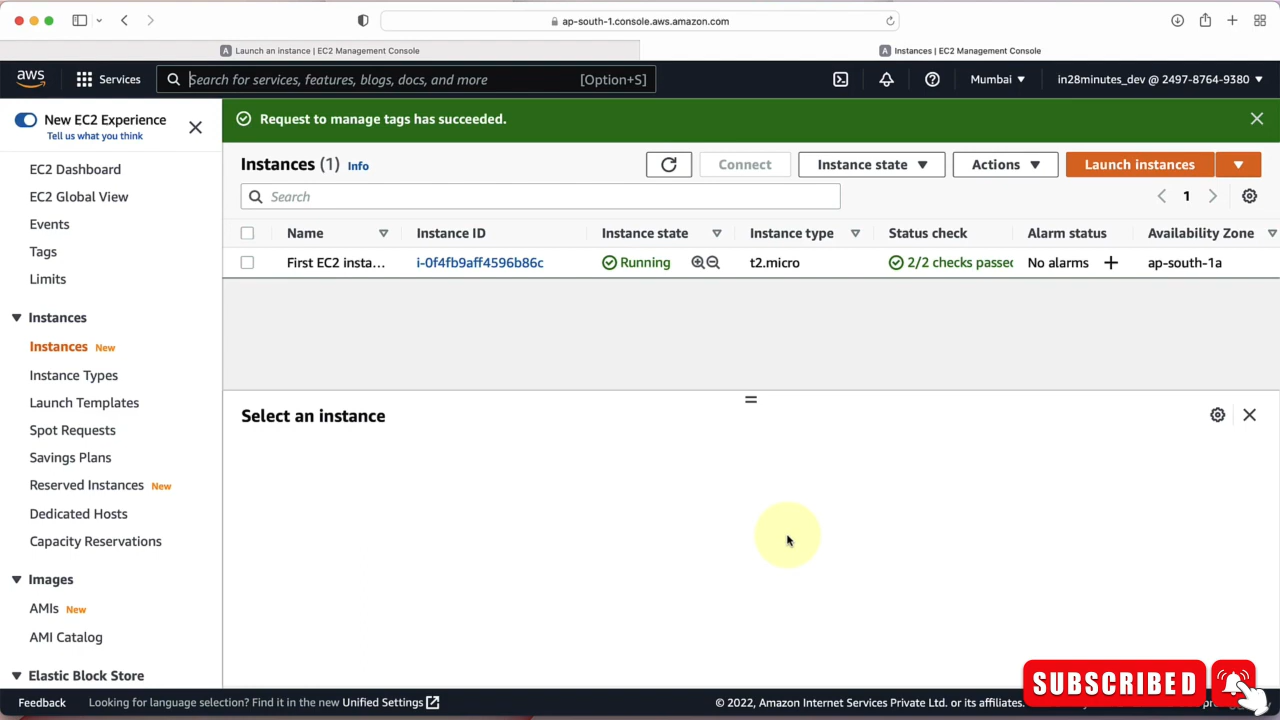 ap-south-1.console.aws.amazon.com
Launch an instance | EC2 Management Console
Instances | EC2 Management Console
aws
Services
Search for services, features, blogs, docs, and more
[Option+S]
Mumbai
in28minutes_dev @ 2497-8764-9380
New EC2 Experience
Tell us what you think
EC2 Dashboard
EC2 Global View
Events
Tags
Limits
Instances
Instances New
Instance Types
Launch Templates
Spot Requests
Savings Plans
Reserved Instances New
Dedicated Hosts
Capacity Reservations
Images
AMIs New
AMI Catalog
Elastic Block Store
Request to manage tags has succeeded.
Instances (1) Info
Connect
Instance state
Actions
Launch instances
Search
1
Name
Instance ID
Instance state
Instance type
Status check
Alarm status
Availability Zone
First EC2 insta...
i-0f4fb9aff4596b86c
Running
t2.micro
2/2 checks passed
No alarms
ap-south-1a
Select an instance
SUBSCRIBED
Feedback
Looking for language selection? Find it in the new Unified Settings
© 2022, Amazon Internet Services Private Ltd. or its affiliates.